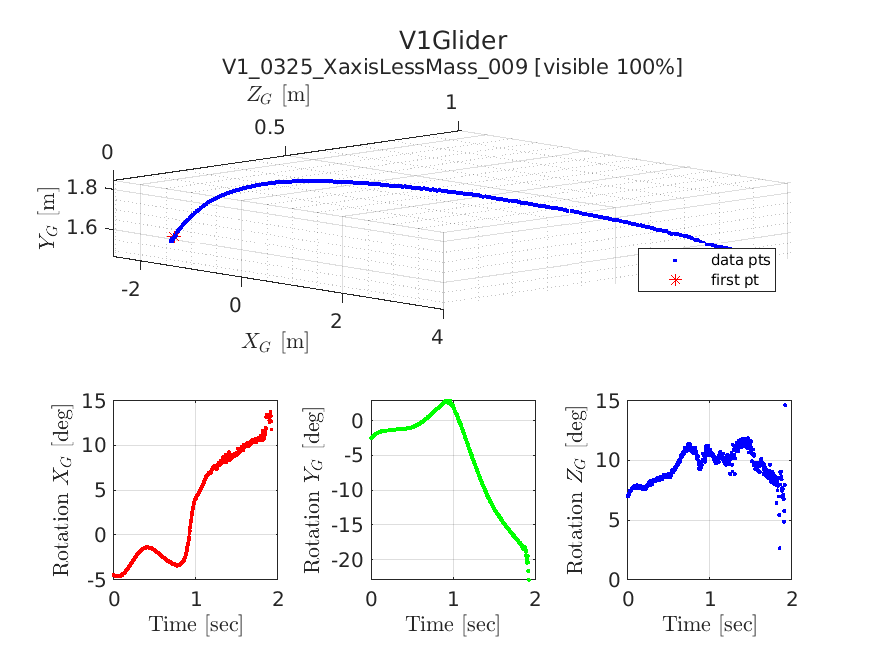 V1Glider
V1_0325_XaxisLessMass_009 [visible 100%]
Z_G [m]
1
0.5
0
1.8
1.6
Y_G [m]
-2
0
2
4
X_G [m]
data pts
first pt
15
10
5
0
-5
Rotation X_G [deg]
0
1
2
Time [sec]
0
-5
-10
-15
-20
Rotation Y_G [deg]
0
1
2
Time [sec]
15
10
5
0
Rotation Z_G [deg]
0
1
2
Time [sec]